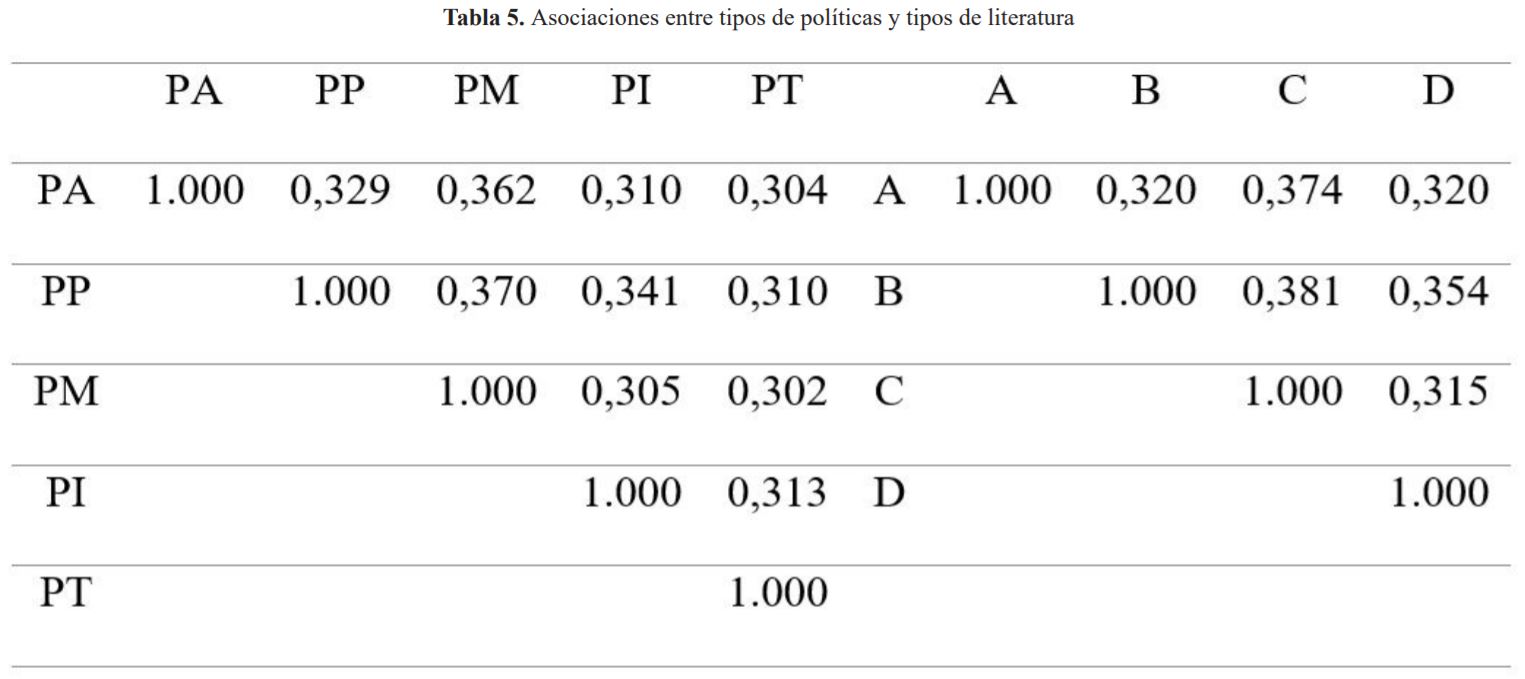 Tabla 5. Asociaciones entre tipos de políticas y tipos de literatura
PA PP PM PI PT A B C D
PA 1.000 0,329 0,362 0,310 0,304 A 1.000 0,320 0,374 0,320
PP 1.000 0,370 0,341 0,310 B 1.000 0,381 0,354
PM 1.000 0,305 0,302 C 1.000 0,315
PI 1.000 0,313 D 1.000
PT 1.000